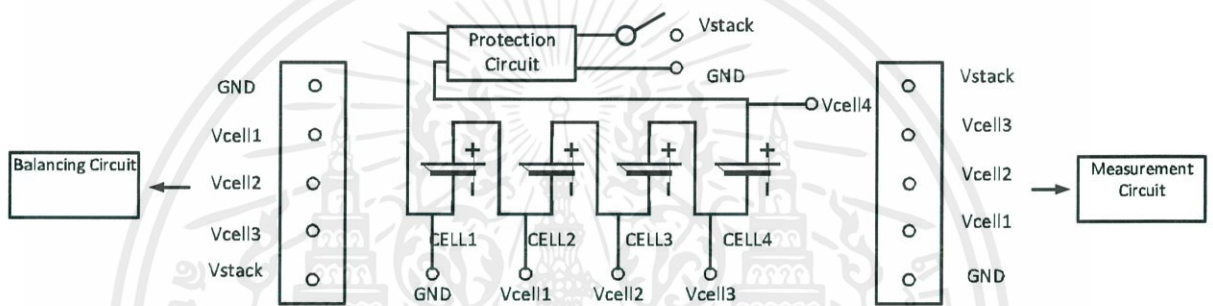 Protection
Circuit
Vstack
GND
Vcell4
GND
Vcell1
Vcell2
Vcell3
Vstack
Balancing Circuit
+
+
+
+
CELL1
CELL2
CELL3
CELL4
GND
Vcell1
Vcell2
Vcell3
Vstack
Vcell3
Vcell2
Vcell1
GND
Measurement
Circuit